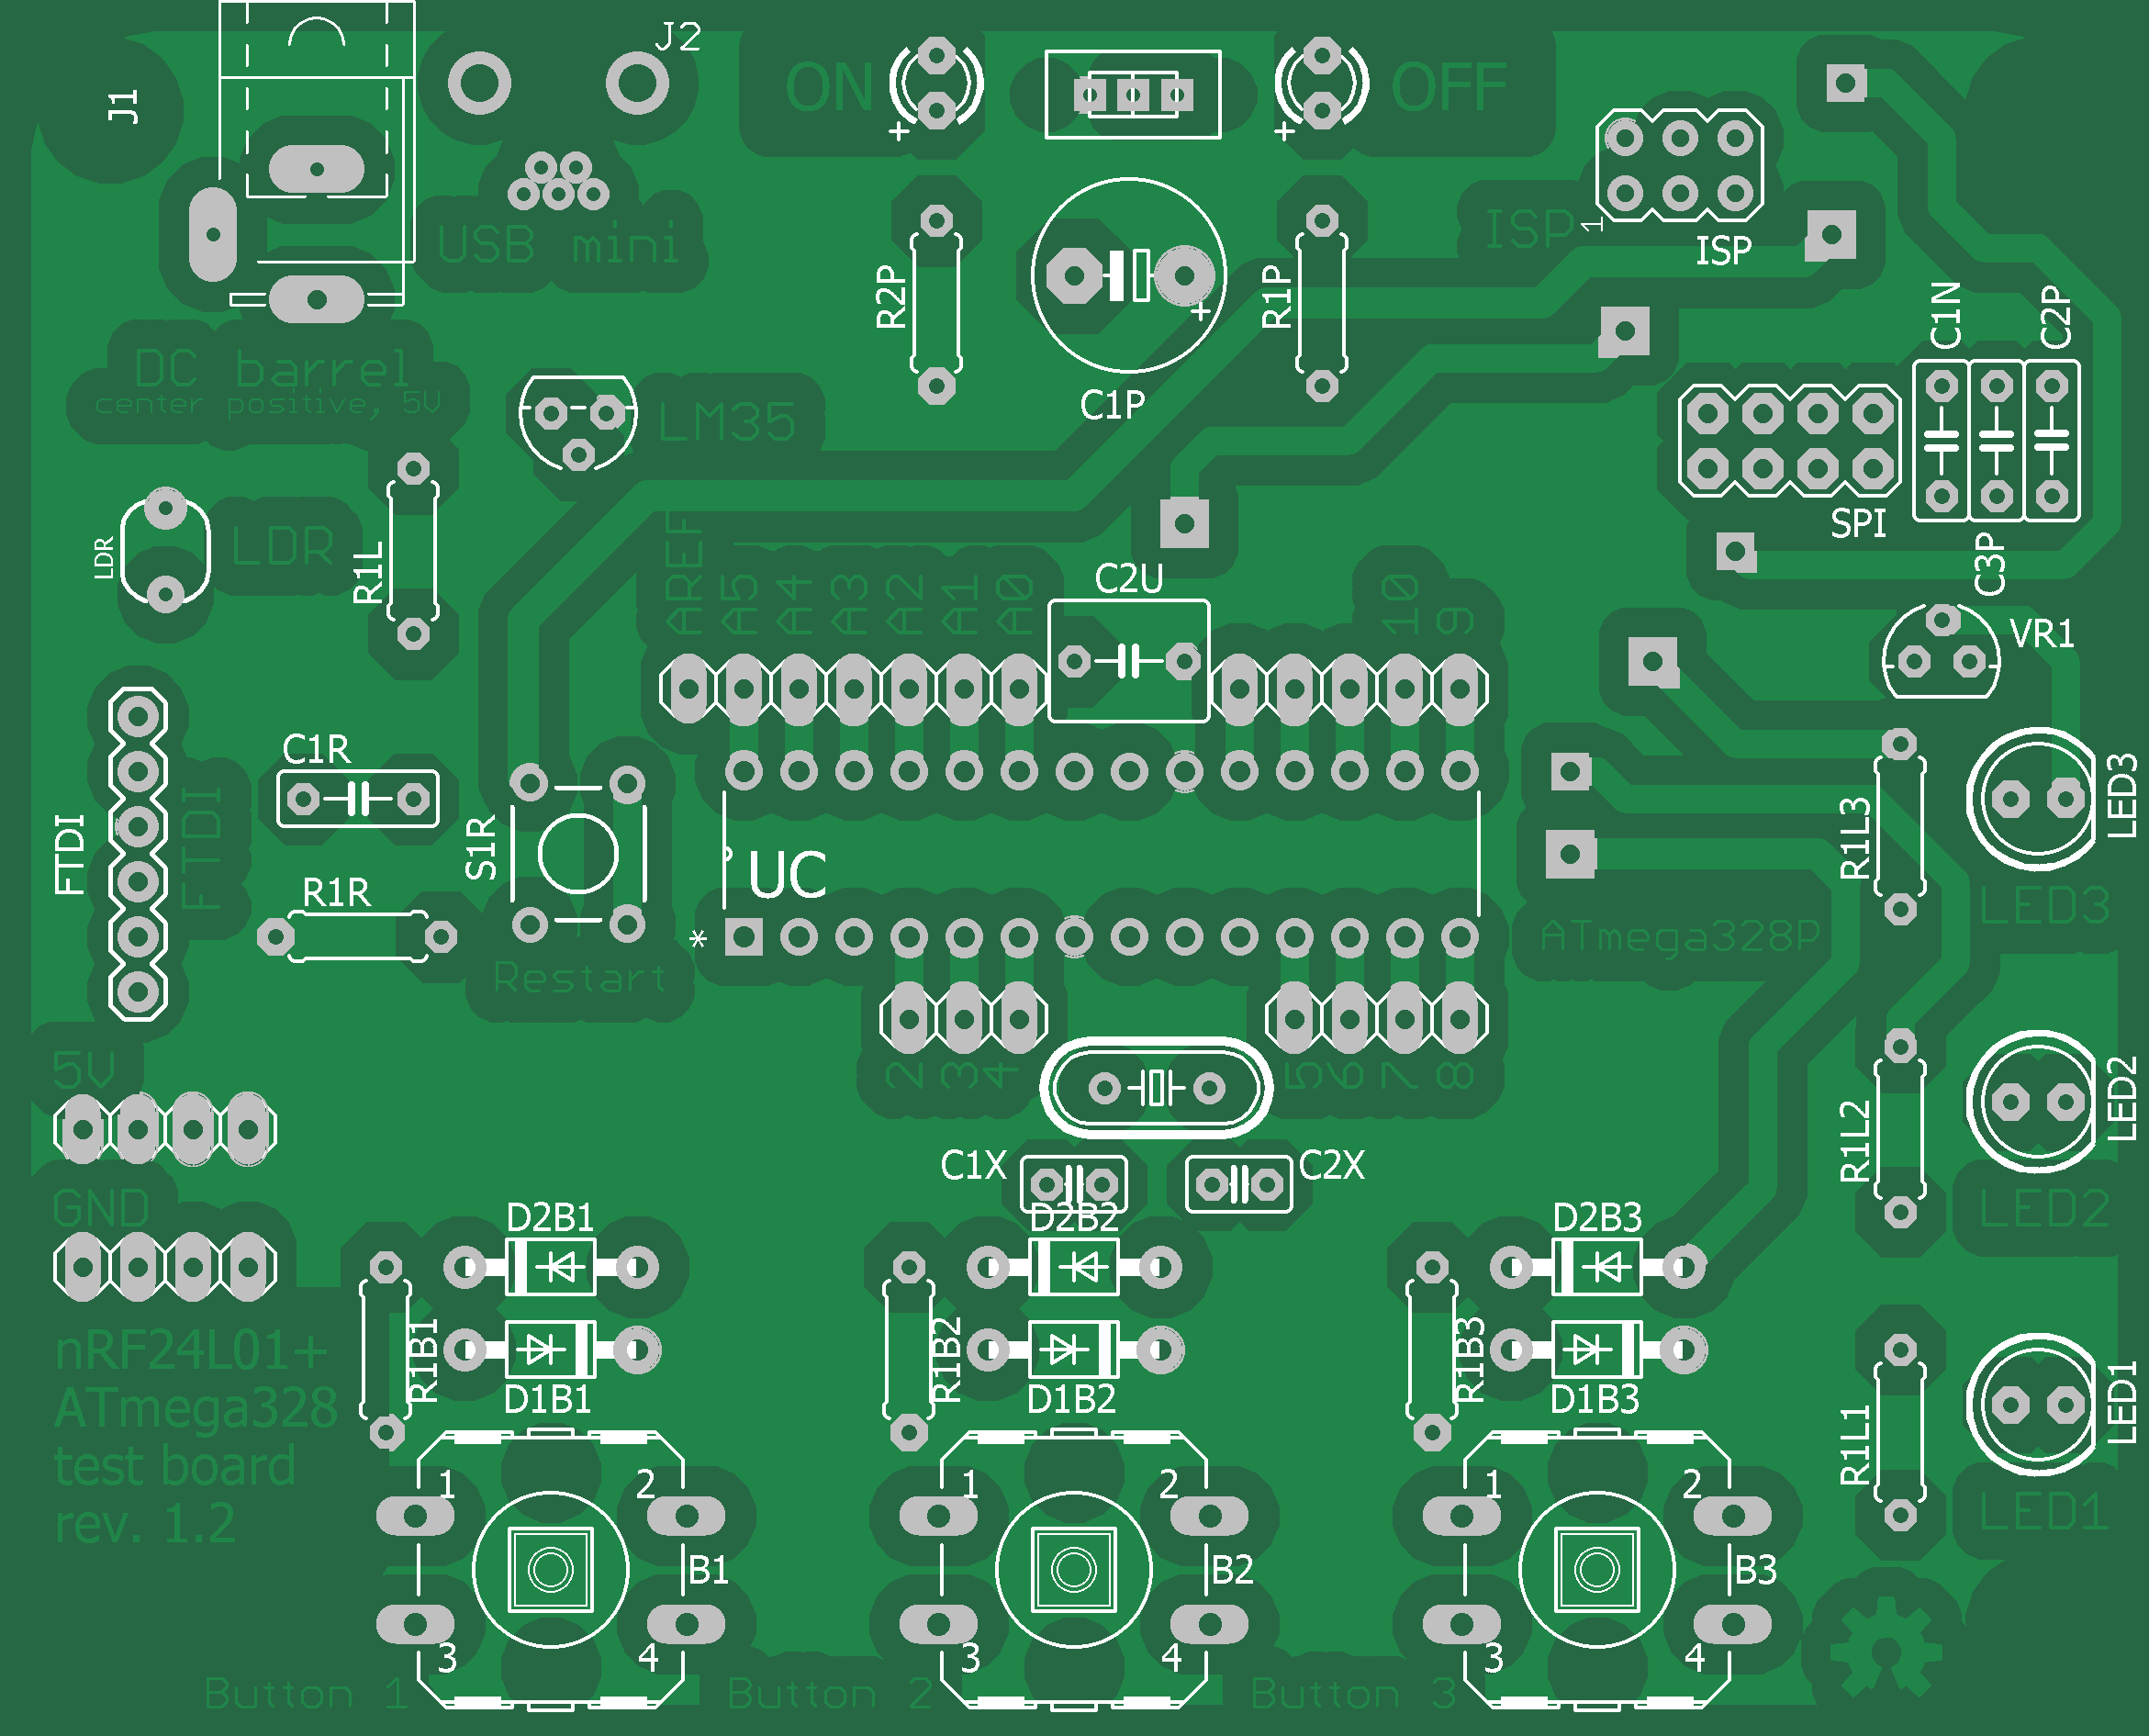 J1
J2
ON
OFF
+
+
USB mini
ISP
1
ISP
R2P
R1P
+
C1P
C1N
C2P
DC barrel
center positive, 5V
LM35
SPI
LDR
LDR
R1L
AREF
A5
A4
A3
A2
A1
A0
C2U
10
9
C3P
VR1
C1R
FTDI
FTDI
S1R
UC
R1R
*
Restart
ATmega328P
R1L3
LED3
LED3
5V
2
3
4
5
6
7
8
R1L2
LED2
LED2
C1X
C2X
GND
D2B1
D2B2
D2B3
nRF24L01+
ATmega328
test board
rev. 1.2
R1B1
R1B2
R1B3
D1B1
D1B2
D1B3
R1L1
LED1
LED1
1 2
1 2
1 2
B1
B2
B3
3 4
3 4
3 4
Button 1
Button 2
Button 3